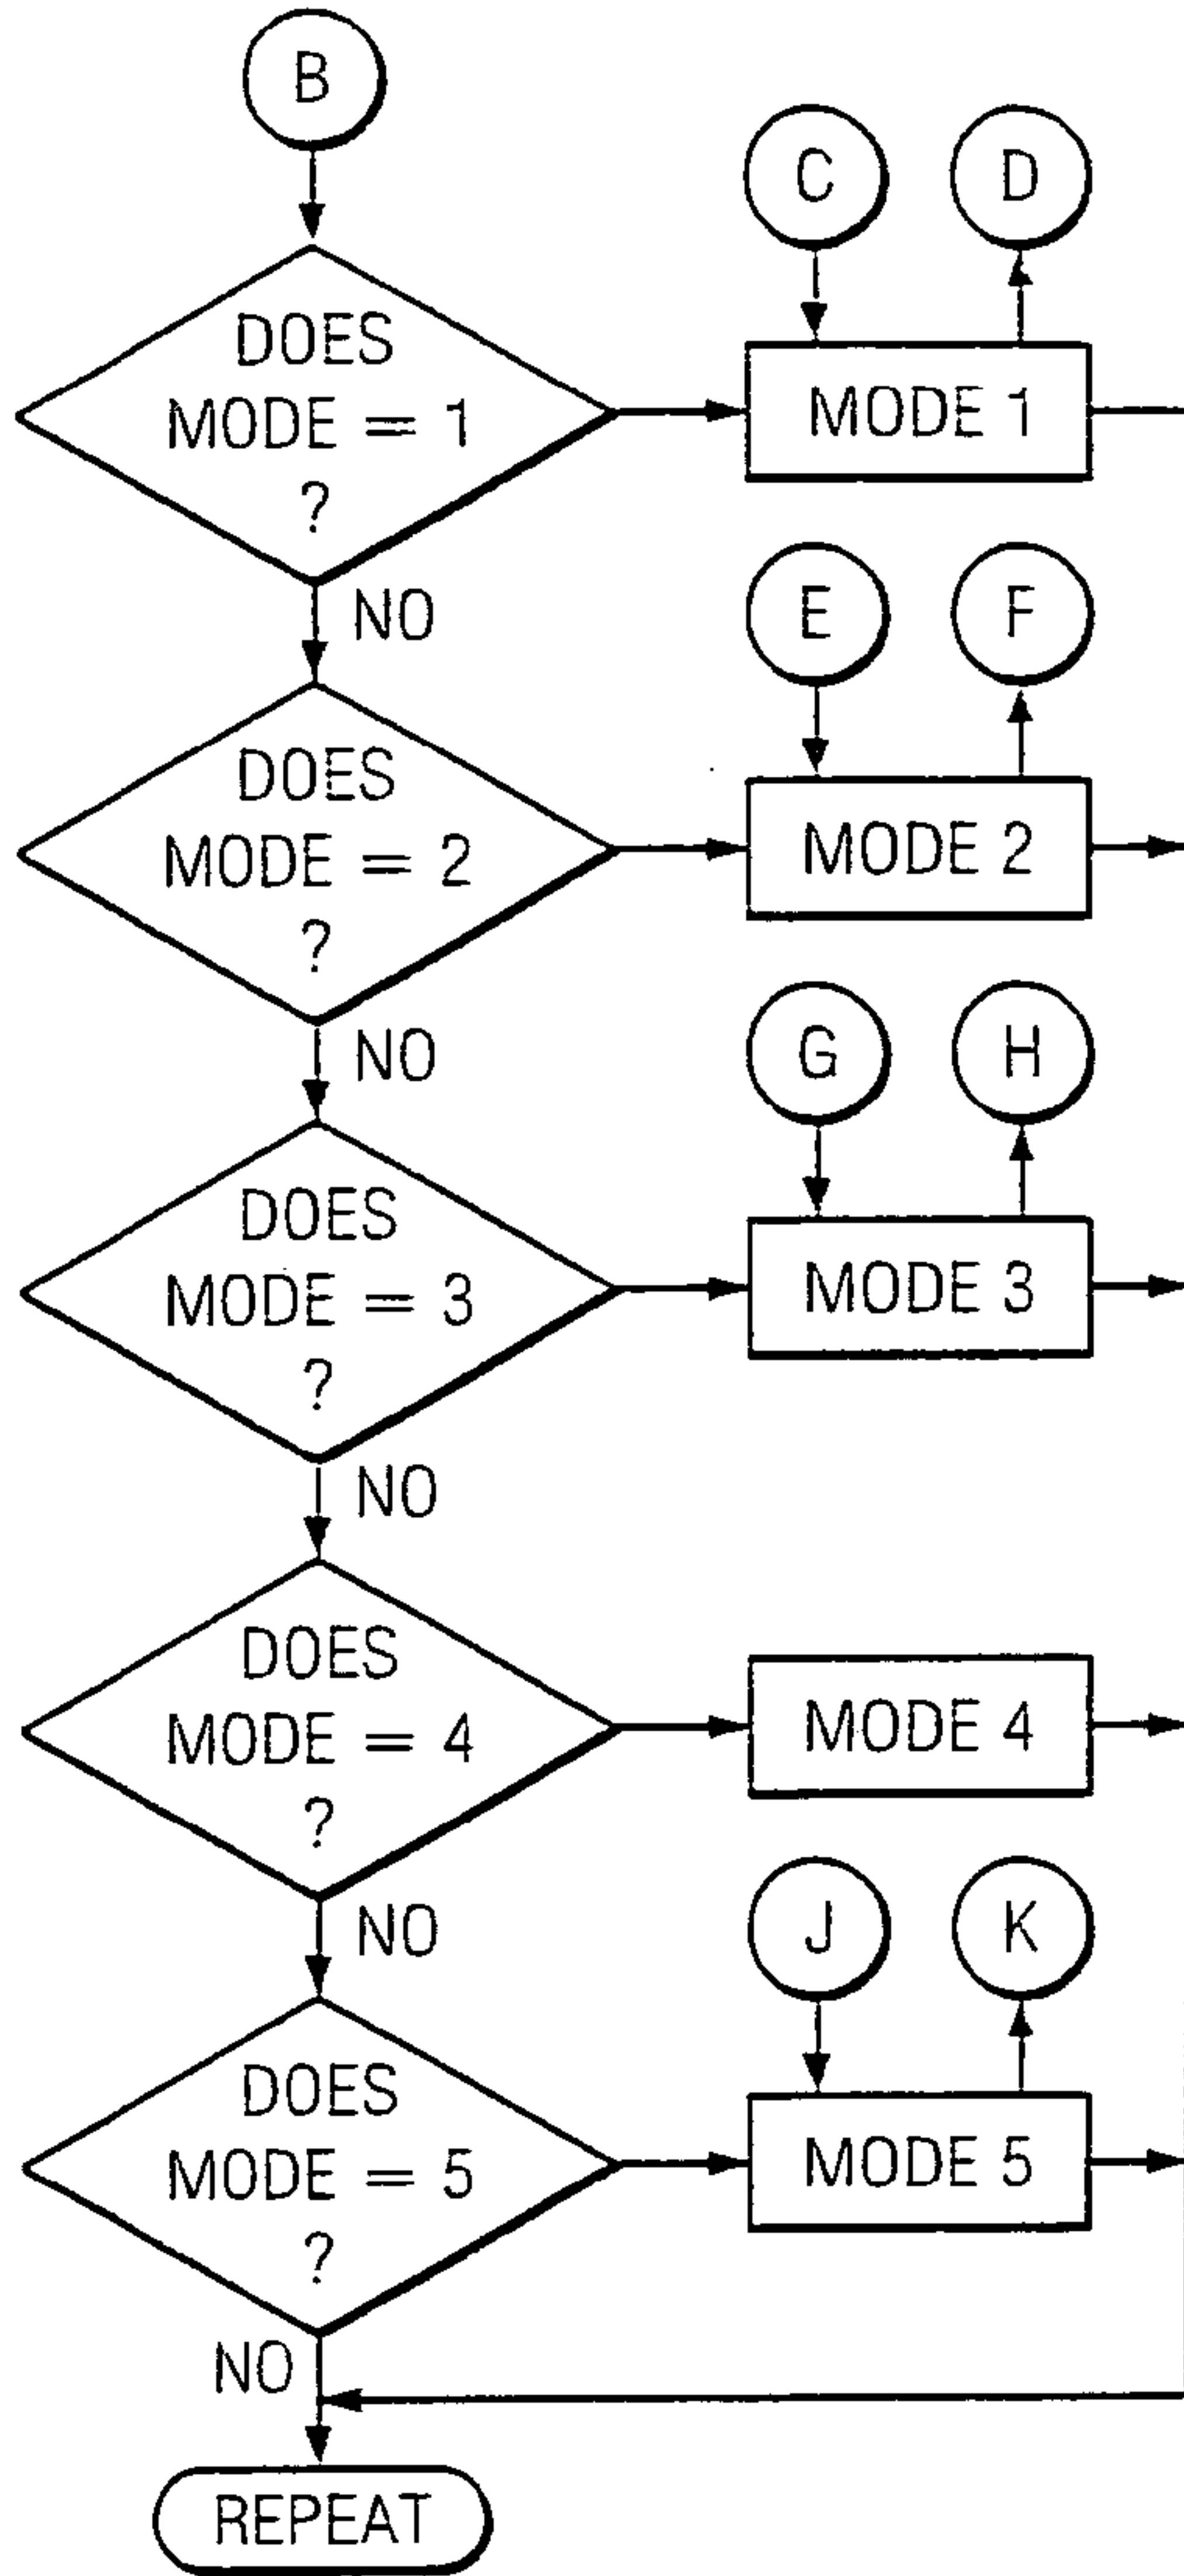 B
C
D
DOES
MODE = 1
?
MODE 1
NO
E
F
DOES
MODE = 2
?
MODE 2
NO
G
H
DOES
MODE = 3
?
MODE 3
NO
DOES
MODE = 4
?
MODE 4
NO
J
K
DOES
MODE = 5
?
MODE 5
NO
REPEAT